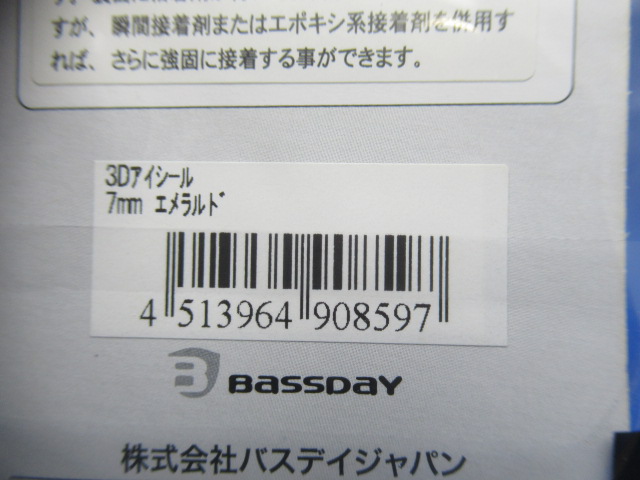 すが、瞬間接着剤またはエポキシ系接着剤を併用す
れば、さらに強固に接着する事ができます。
3Dアイシール
7mm エメラルド
4 513964 908597
BASSDAY
株式会社バスデイジャパン